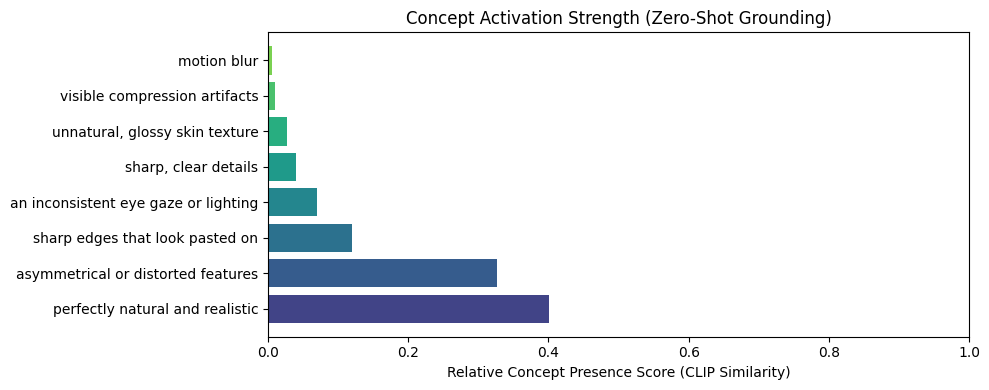 Concept Activation Strength (Zero-Shot Grounding)
motion blur
visible compression artifacts
unnatural, glossy skin texture
sharp, clear details
an inconsistent eye gaze or lighting
sharp edges that look pasted on
asymmetrical or distorted features
perfectly natural and realistic
0.0 0.2 0.4 0.6 0.8 1.0
Relative Concept Presence Score (CLIP Similarity)